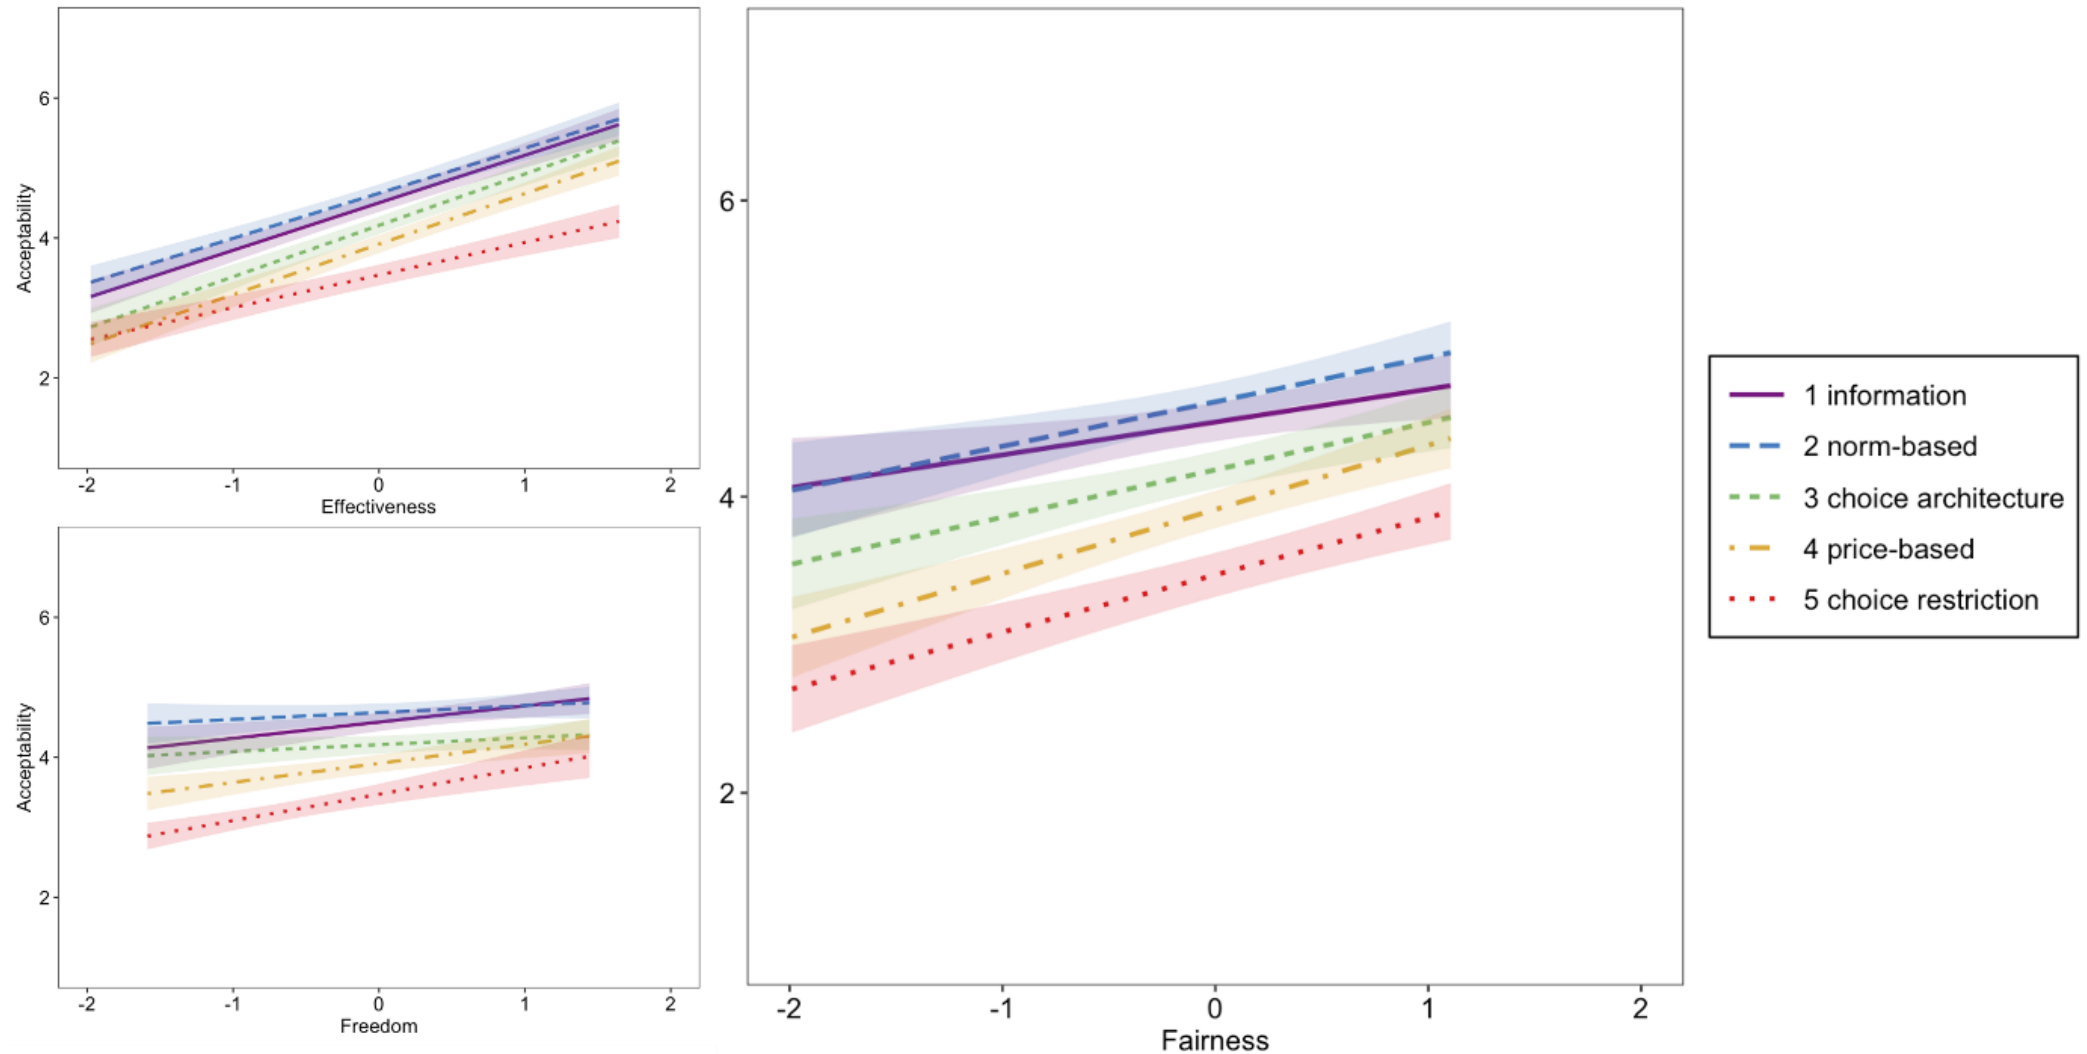 6
4
2
Acceptability
-2 -1 0 1 2
Effectiveness
6
4
2
Acceptability
-2 -1 0 1 2
Freedom
6
4
2
-2 -1 0 1 2
Fairness
1 information
2 norm-based
3 choice architecture
4 price-based
5 choice restriction